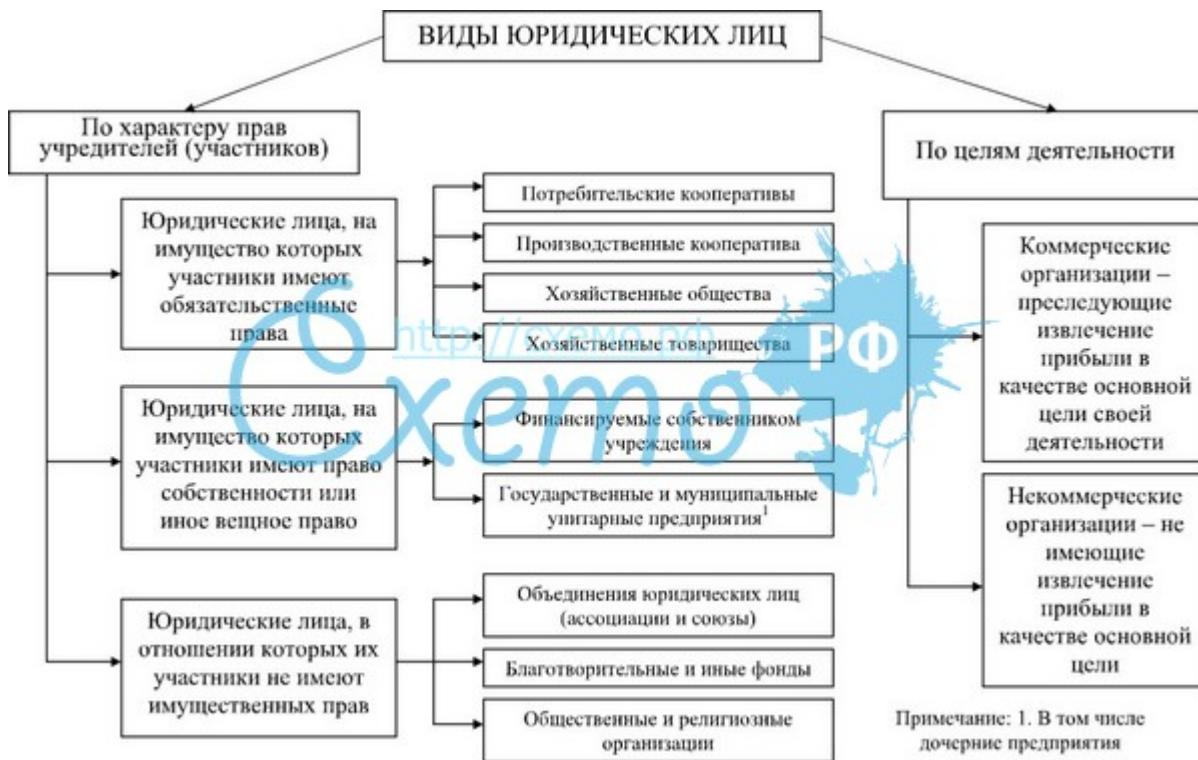 ВИДЫ ЮРИДИЧЕСКИХ ЛИЦ
По характеру прав
учредителей (участников)
Юридические лица, на
имущество которых
участники имеют
обязательственные
права
Потребительские кооперативы
Производственные кооператива
Хозяйственные общества
Хозяйственные товарищества
Юридические лица, на
имущество которых
участники имеют право
собственности или
иное вещное право
Финансируемые собственником
учреждения
Государственные и муниципальные
унитарные предприятия1
Юридические лица, в
отношении которых их
участники не имеют
имущественных прав
Объединения юридических лиц
(ассоциации и союзы)
Благотворительные и иные фонды
Общественные и религиозные
организации
По целям деятельности
Коммерческие
организации –
преследующие
извлечение
прибыли в
качестве основной
цели своей
деятельности
Некоммерческие
организации – не
имеющие
извлечение
прибыли в
качестве основной
цели
Примечание: 1. В том числе
дочерние предприятия
http://схемо.рф
Схемо
РФ